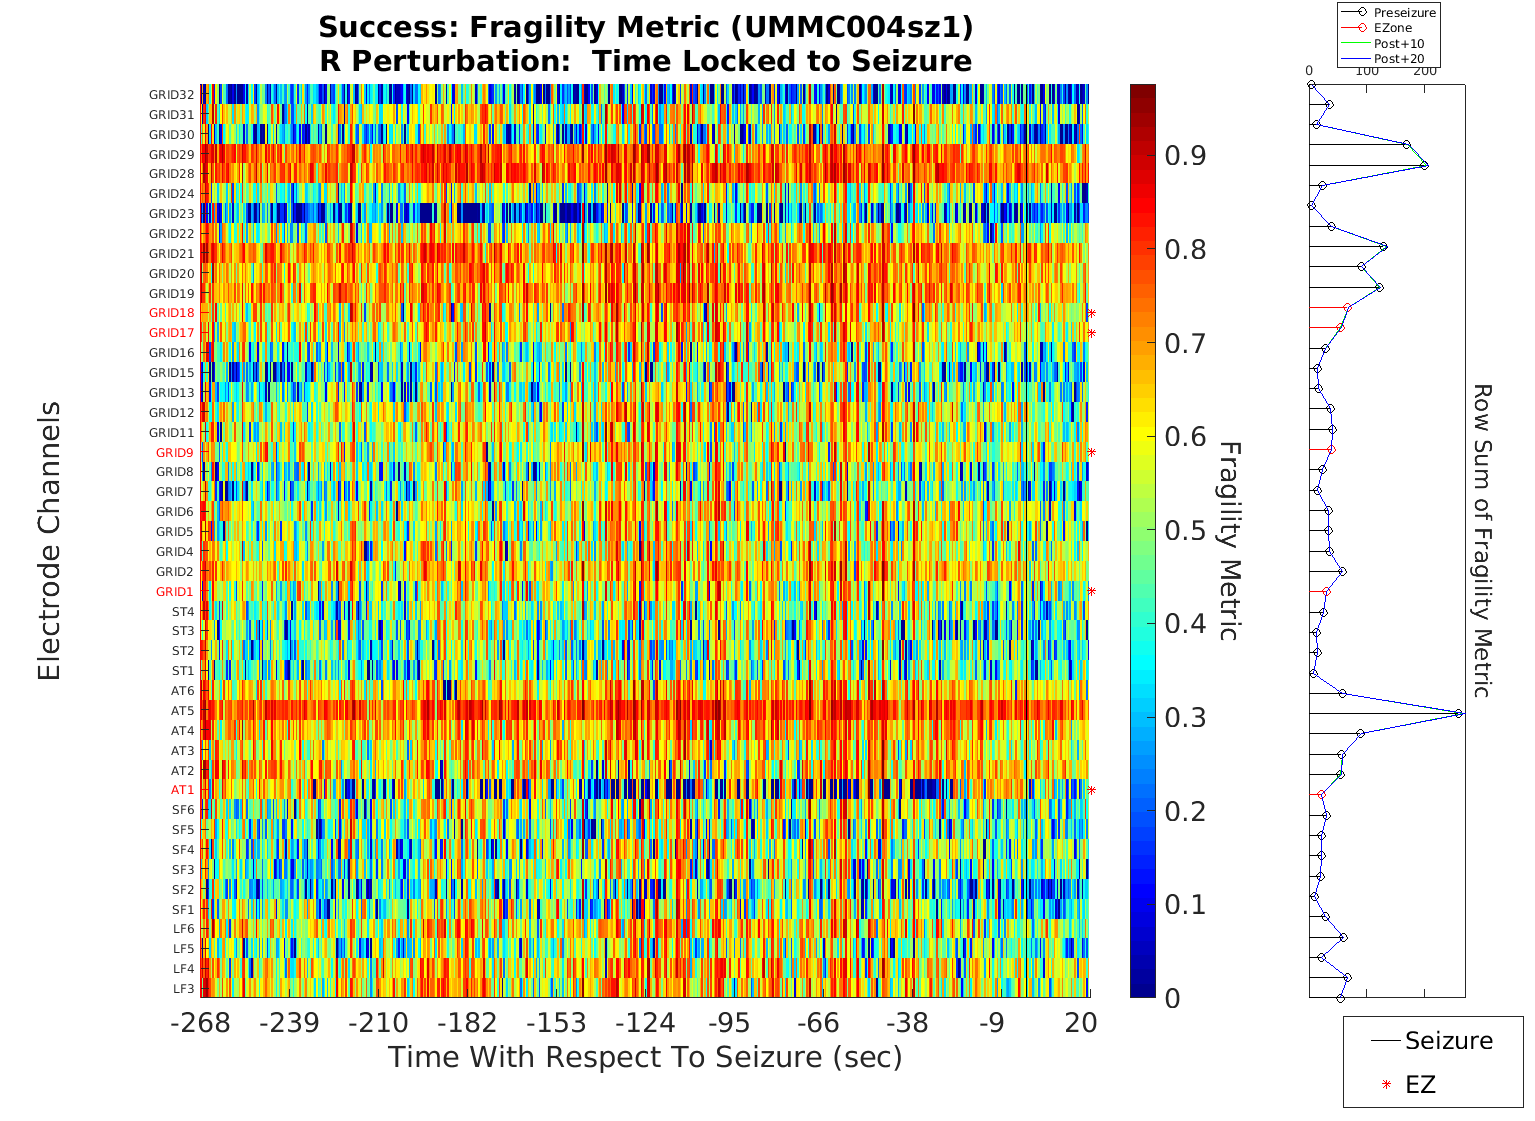 Success: Fragility Metric (UMMC004sz1)
R Perturbation:  Time Locked to Seizure
Preseizure
EZone
Post+10
Post+20
0 100 200
GRID32
GRID31
GRID30
GRID29
GRID28
GRID24
GRID23
GRID22
GRID21
GRID20
GRID19
GRID18
GRID17
GRID16
GRID15
GRID13
GRID12
GRID11
GRID9
GRID8
GRID7
GRID6
GRID5
GRID4
GRID2
GRID1
ST4
ST3
ST2
ST1
AT6
AT5
AT4
AT3
AT2
AT1
SF6
SF5
SF4
SF3
SF2
SF1
LF6
LF5
LF4
LF3
Electrode Channels
-268 -239 -210 -182 -153 -124 -95 -66 -38 -9 20
Time With Respect To Seizure (sec)
0.9
0.8
0.7
0.6
0.5
0.4
0.3
0.2
0.1
0
Fragility Metric
Row Sum of Fragility Metric
Seizure
EZ